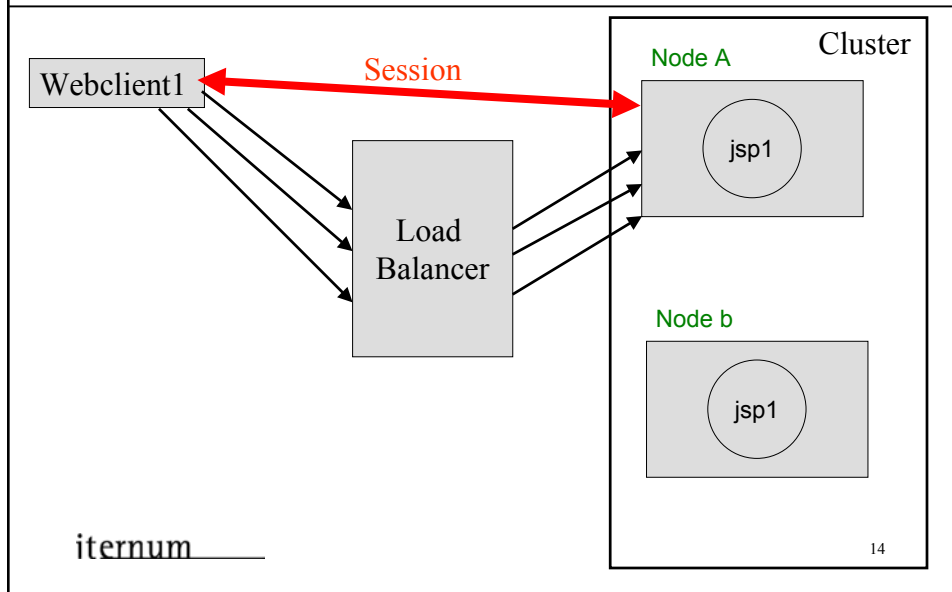 Cluster
Node A
Session
Webclient1
jsp1
Load
Balancer
Node b
jsp1
iternum
14